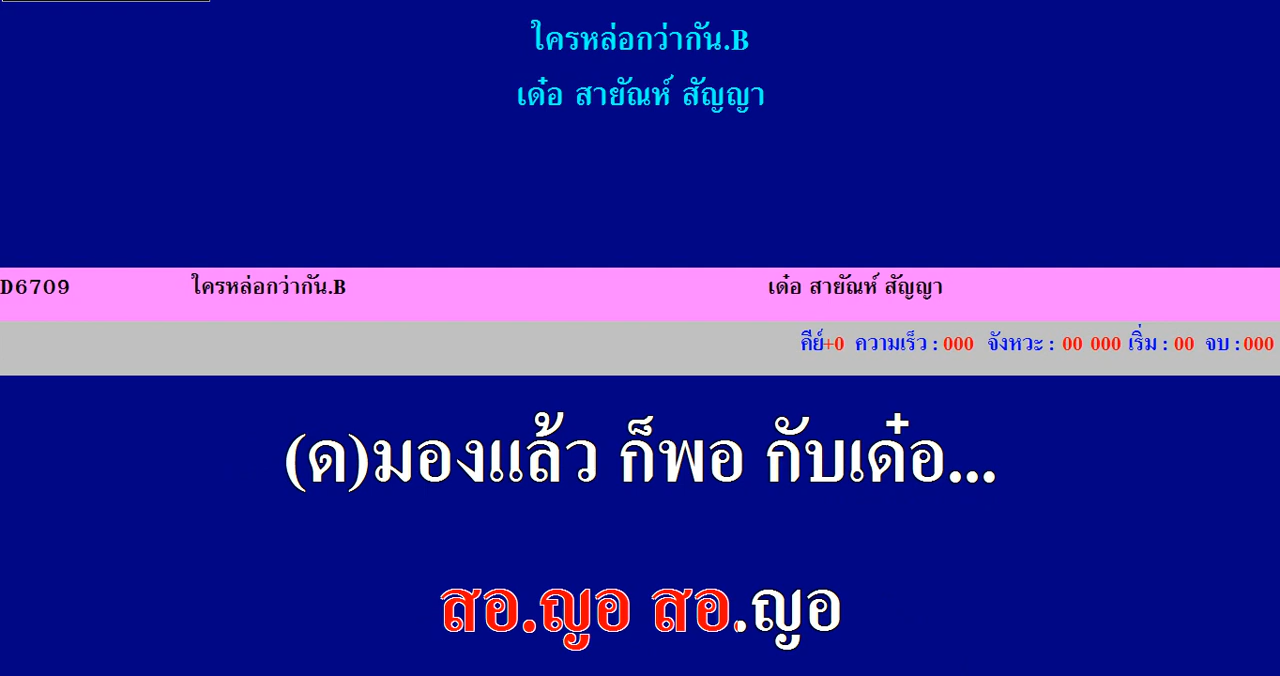 ใครหล่อกว่ากัน.B
เด๋อ สายัณห์ สัญญา
D6709 ใครหล่อกว่ากัน.B เด๋อ สายัณห์ สัญญา
คีย์+0 ความเร็ว : 000 จังหวะ : 00 000 เริ่ม : 00 จบ :000
(ด)มองแล้ว ก็พอ กับเด๋อ...
สอ.ญอ สอ.ญอ